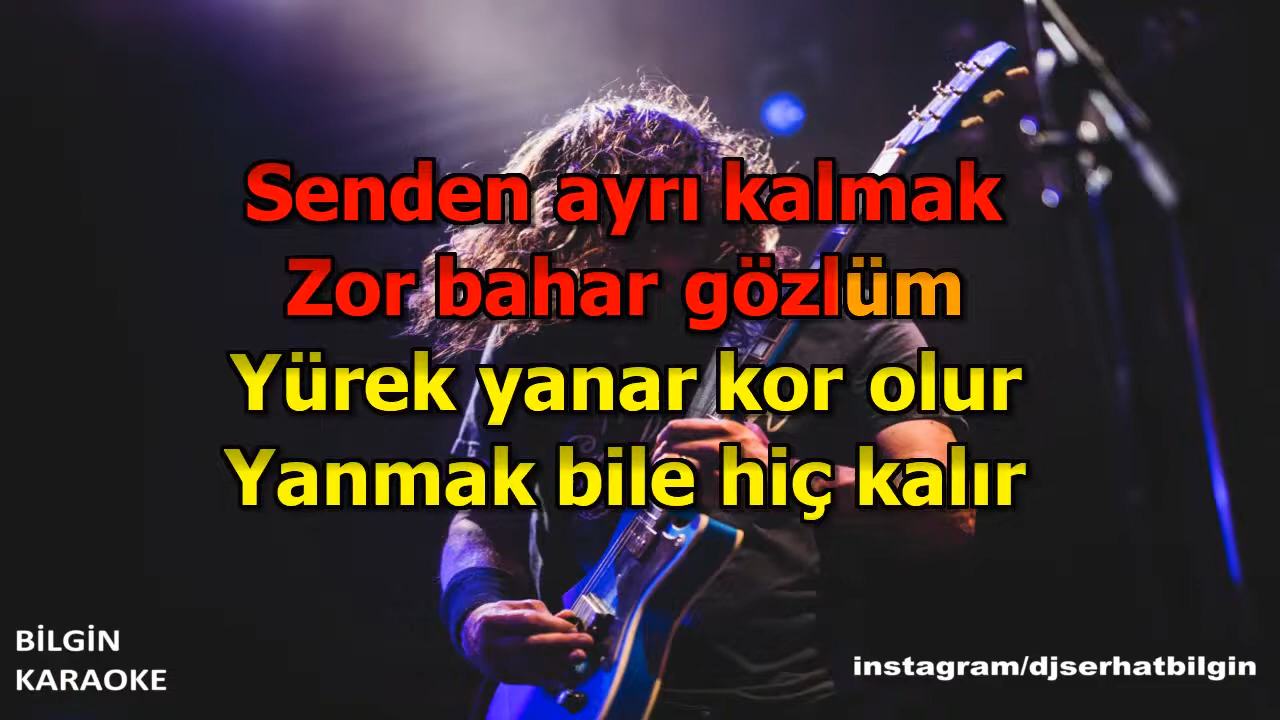 Senden ayrı kalmak
Zor bahar gözlüm
Yürek yanar kor olur
Yanmak bile hiç kalır
BİLGİN
KARAOKE
instagram/djserhatbilgin